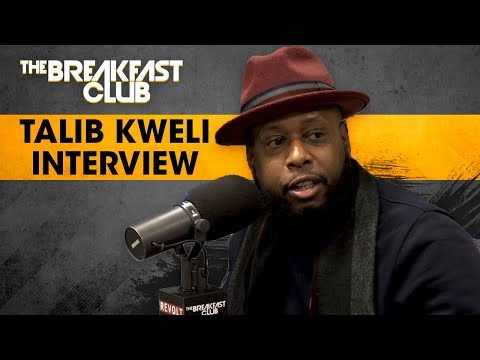 THE BREAKFAST
CLUB
TALIB KWELI
INTERVIEW
REVOLT
THE BREAKFAST
CLUB